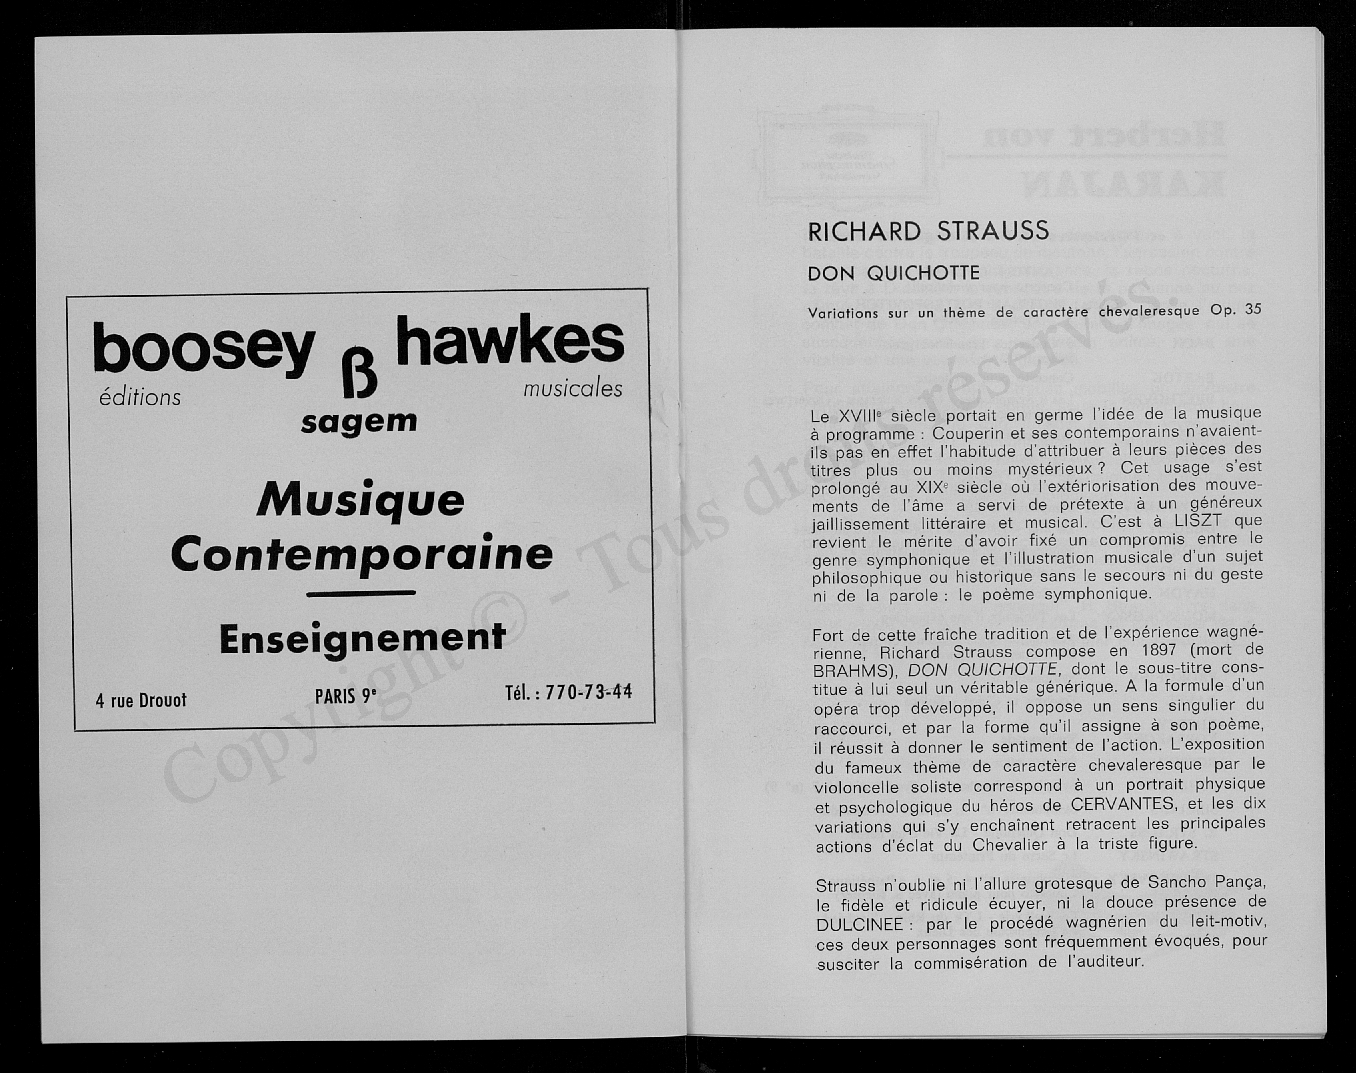 boosey ß hawkes
éditions musicales
sagem
Musique
Contemporaine
Enseignement
4 rue Drouot PARIS 9e Tél. : 770-73-44
RICHARD STRAUSS
DON QUICHOTTE
Variations sur un thème de caractère chevaleresque Op. 35
Le XVIIIe siècle portait en germe l'idée de la musique
à programme : Couperin et ses contemporains n'avaient-
ils pas en effet l'habitude d'attribuer à leurs pièces des
titres plus ou moins mystérieux ? Cet usage s'est
prolongé au XIXe siècle où l'extériorisation des mouve-
ments de l'âme a servi de prétexte à un généreux
jaillissement littéraire et musical. C'est à LISZT que
revient le mérite d'avoir fixé un compromis entre le
genre symphonique et l'illustration musicale d'un sujet
philosophique ou historique sans le secours ni du geste
ni de la parole : le poème symphonique.
Fort de cette fraîche tradition et de l'expérience wagné-
rienne, Richard Strauss compose en 1897 (mort de
BRAHMS), DON QUICHOTTE, dont le sous-titre cons-
titue à lui seul un véritable générique. A la formule d'un
opéra trop développé, il oppose un sens singulier du
raccourci, et par la forme qu'il assigne à son poème,
il réussit à donner le sentiment de l'action. L'exposition
du fameux thème de caractère chevaleresque par le
violoncelle soliste correspond à un portrait physique
et psychologique du héros de CERVANTES, et les dix
variations qui s'y enchaînent retracent les principales
actions d'éclat du Chevalier à la triste figure.
Strauss n'oublie ni l'allure grotesque de Sancho Pança,
le fidèle et ridicule écuyer, ni la douce présence de
DULCINEE : par le procédé wagnérien du leit-motiv,
ces deux personnages sont fréquemment évoqués, pour
susciter la commisération de l'auditeur.
Copyright © - Tous droits réservés.
Herbert von
KARAJAN